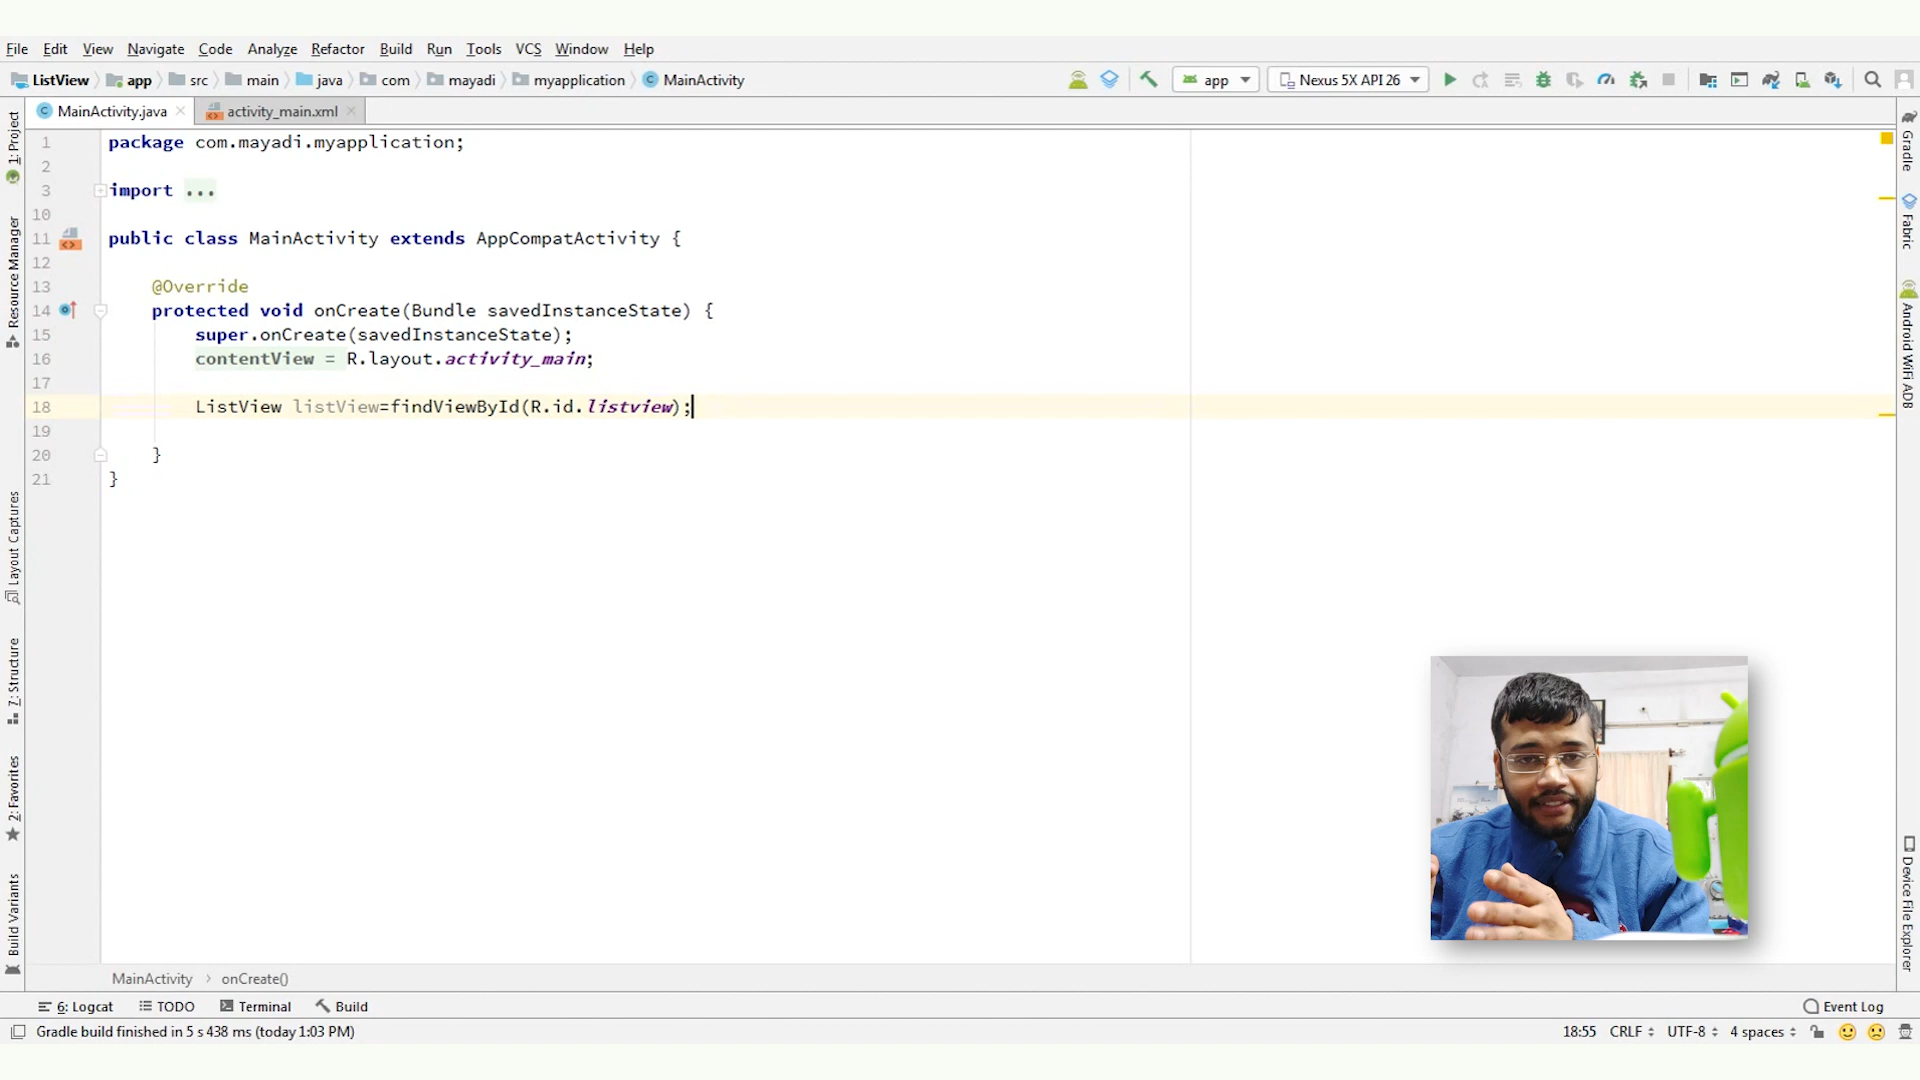 File Edit View Navigate Code Analyze Refactor Build Run Tools VCS Window Help
ListView app src main java com mayadi myapplication MainActivity app Nexus 5X API 26
MainActivity.java activity_main.xml
1 package com.mayadi.myapplication;
2
3 import ...
10
11 public class MainActivity extends AppCompatActivity {
12
13 @Override
14 protected void onCreate(Bundle savedInstanceState) {
15 super.onCreate(savedInstanceState);
16 contentView = R.layout.activity_main;
17
18 ListView listView=findViewById(R.id.listview);
19
20 }
21 }
1: Project
Resource Manager
Layout Captures
7: Structure
2: Favorites
Build Variants
Gradle
Fabric
Android WiFi ADB
Device File Explorer
MainActivity › onCreate()
6: Logcat TODO Terminal Build Event Log
Gradle build finished in 5 s 438 ms (today 1:03 PM) 18:55 CRLF UTF-8 4 spaces